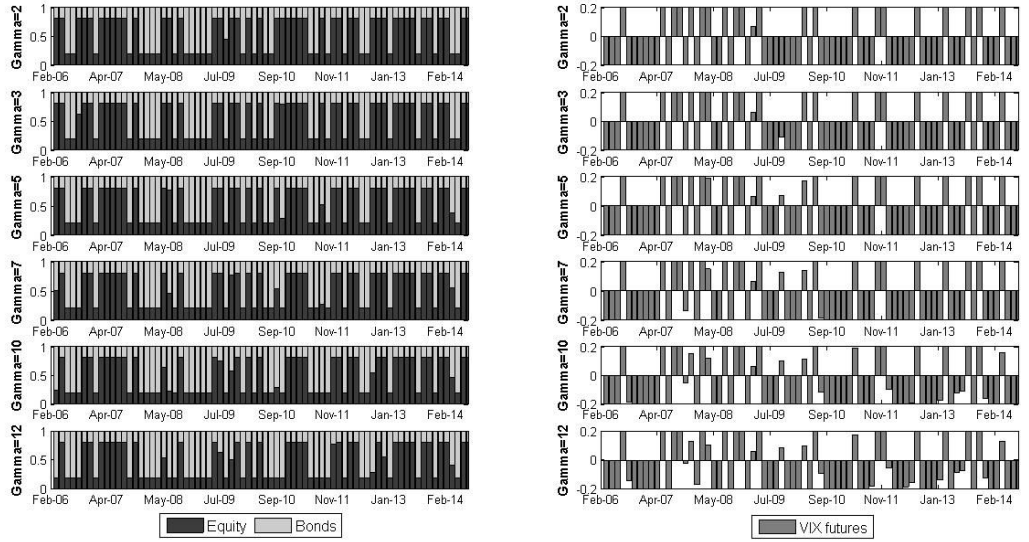 Gamma=2
1
0.5
0
Feb-06 Apr-07 May-08 Jul-09 Sep-10 Nov-11 Jan-13 Feb-14
Gamma=3
1
0.5
0
Feb-06 Apr-07 May-08 Jul-09 Sep-10 Nov-11 Jan-13 Feb-14
Gamma=5
1
0.5
0
Feb-06 Apr-07 May-08 Jul-09 Sep-10 Nov-11 Jan-13 Feb-14
Gamma=7
1
0.5
0
Feb-06 Apr-07 May-08 Jul-09 Sep-10 Nov-11 Jan-13 Feb-14
Gamma=10
1
0.5
0
Feb-06 Apr-07 May-08 Jul-09 Sep-10 Nov-11 Jan-13 Feb-14
Gamma=12
1
0.5
0
Feb-06 Apr-07 May-08 Jul-09 Sep-10 Nov-11 Jan-13 Feb-14
Equity Bonds
Gamma=2
0.2
0
-0.2
Feb-06 Apr-07 May-08 Jul-09 Sep-10 Nov-11 Jan-13 Feb-14
Gamma=3
0.2
0
-0.2
Feb-06 Apr-07 May-08 Jul-09 Sep-10 Nov-11 Jan-13 Feb-14
Gamma=5
0.2
0
-0.2
Feb-06 Apr-07 May-08 Jul-09 Sep-10 Nov-11 Jan-13 Feb-14
Gamma=7
0.2
0
-0.2
Feb-06 Apr-07 May-08 Jul-09 Sep-10 Nov-11 Jan-13 Feb-14
Gamma=10
0.2
0
-0.2
Feb-06 Apr-07 May-08 Jul-09 Sep-10 Nov-11 Jan-13 Feb-14
Gamma=12
0.2
0
-0.2
Feb-06 Apr-07 May-08 Jul-09 Sep-10 Nov-11 Jan-13 Feb-14
VIX futures